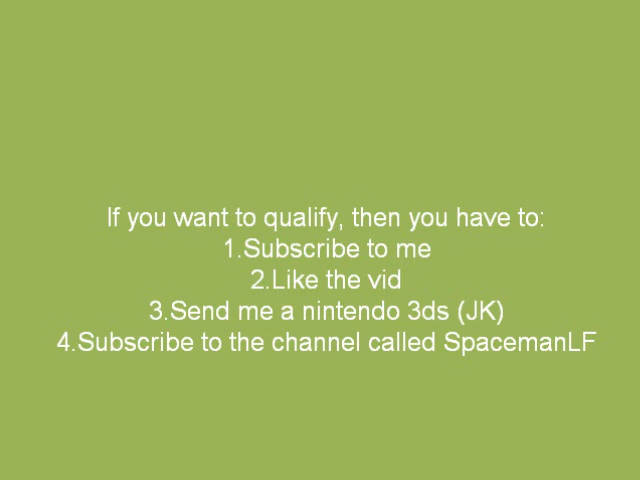 If you want to qualify, then you have to:
1.Subscribe to me
2.Like the vid
3.Send me a nintendo 3ds (JK)
4.Subscribe to the channel called SpacemanLF